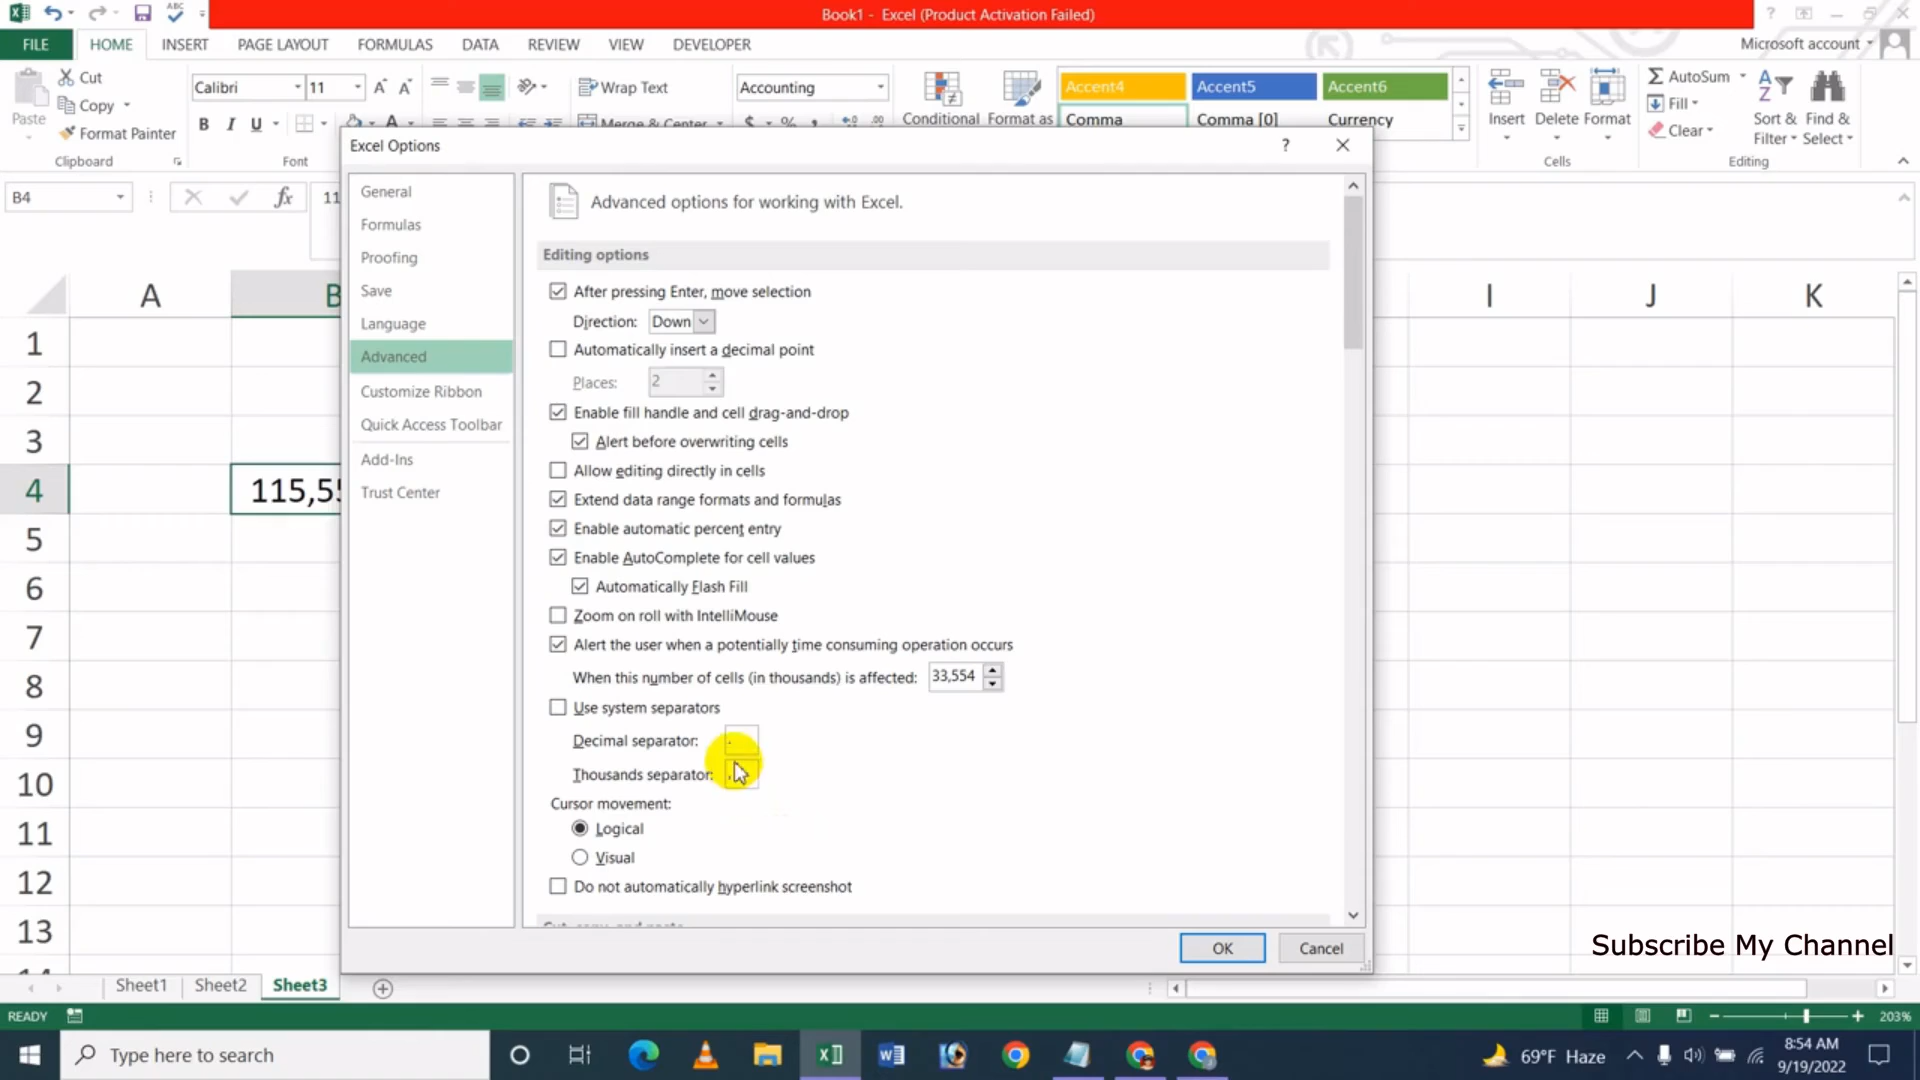 Book1 - Excel (Product Activation Failed)
FILE HOME INSERT PAGE LAYOUT FORMULAS DATA REVIEW VIEW DEVELOPER Microsoft account
Paste
Cut
Copy
Format Painter
Clipboard
Calibri 11
B I U
Font
Wrap Text
Merge & Center
Accounting
Conditional Format as
Accent4 Accent5 Accent6
Comma Comma [0] Currency
Insert Delete Format
Cells
AutoSum
Fill
Clear
Sort & Filter
Find & Select
Editing
B4
fx
11
A B I J K
1
2
3
4 115,55
5
6
7
8
9
10
11
12
13
14
Excel Options
General
Formulas
Proofing
Save
Language
Advanced
Customize Ribbon
Quick Access Toolbar
Add-Ins
Trust Center
Advanced options for working with Excel.
Editing options
After pressing Enter, move selection
Direction: Down
Automatically insert a decimal point
Places: 2
Enable fill handle and cell drag-and-drop
Alert before overwriting cells
Allow editing directly in cells
Extend data range formats and formulas
Enable automatic percent entry
Enable AutoComplete for cell values
Automatically Flash Fill
Zoom on roll with IntelliMouse
Alert the user when a potentially time consuming operation occurs
When this number of cells (in thousands) is affected: 33,554
Use system separators
Decimal separator: .
Thousands separator: ,
Cursor movement:
Logical
Visual
Do not automatically hyperlink screenshot
Cut, copy, and paste
OK Cancel
Subscribe My Channel
Sheet1 Sheet2 Sheet3
READY
203%
Type here to search
69°F Haze
8:54 AM
9/19/2022